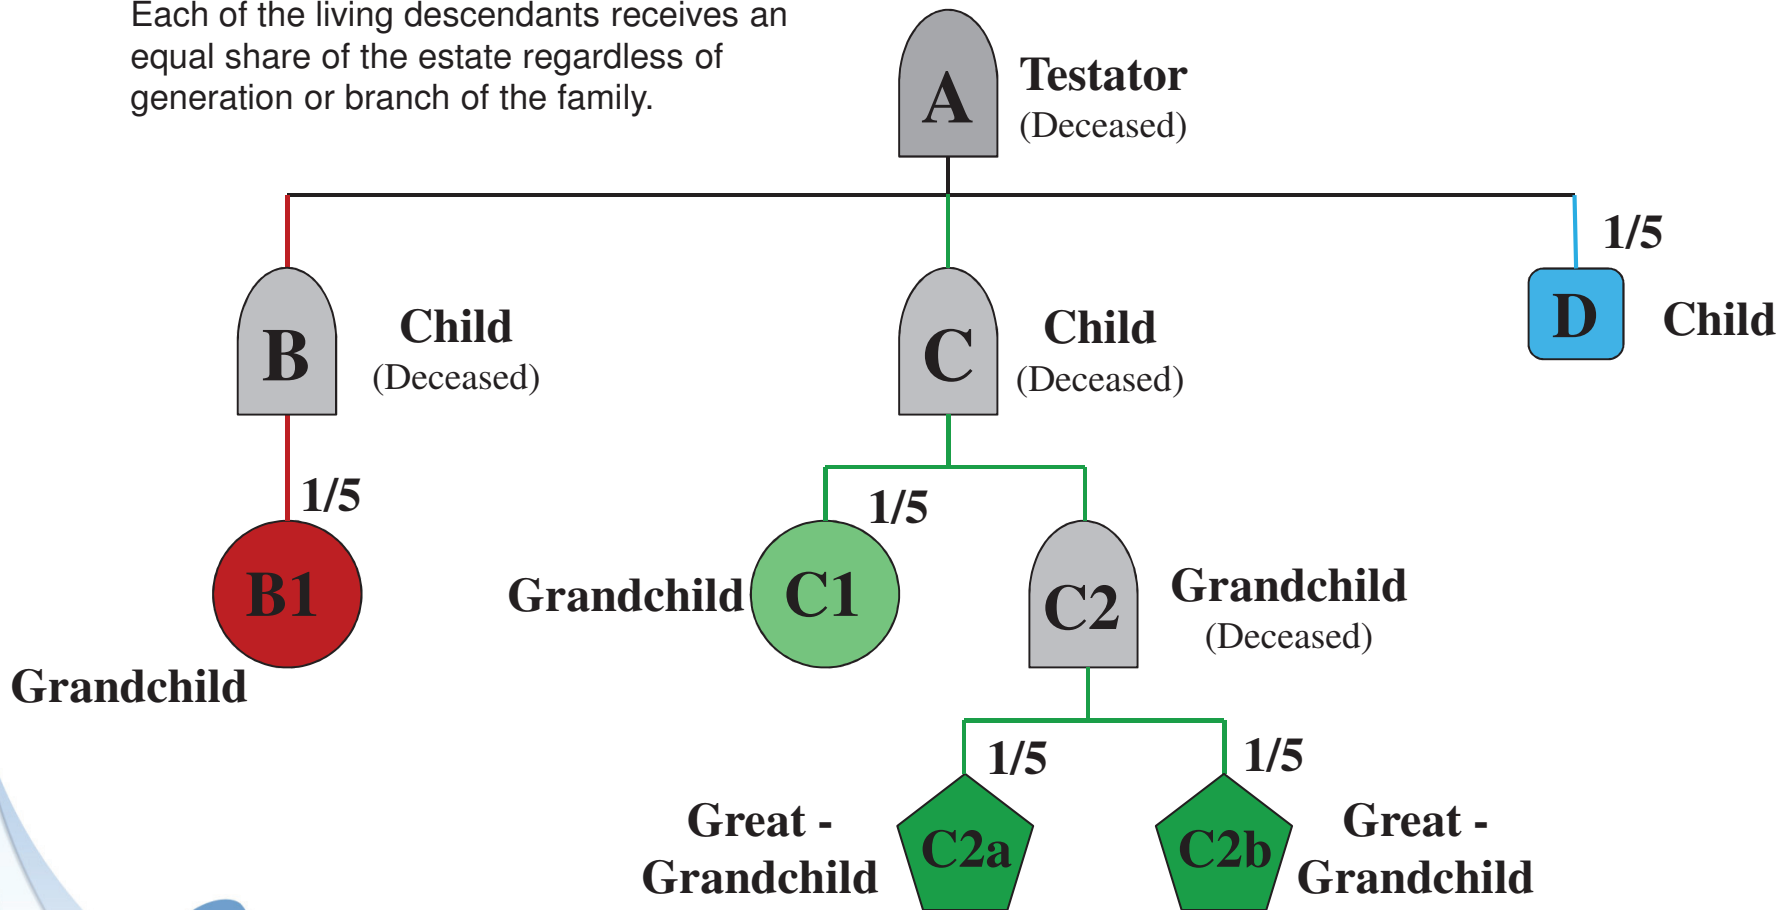 Each of the living descendants receives an
equal share of the estate regardless of
generation or branch of the family.
A
Testator
(Deceased)
1/5
B
Child
(Deceased)
C
Child
(Deceased)
D
Child
1/5
1/5
B1
Grandchild
Grandchild
C1
C2
Grandchild
(Deceased)
1/5
1/5
Great -
Grandchild
C2a
C2b
Great -
Grandchild